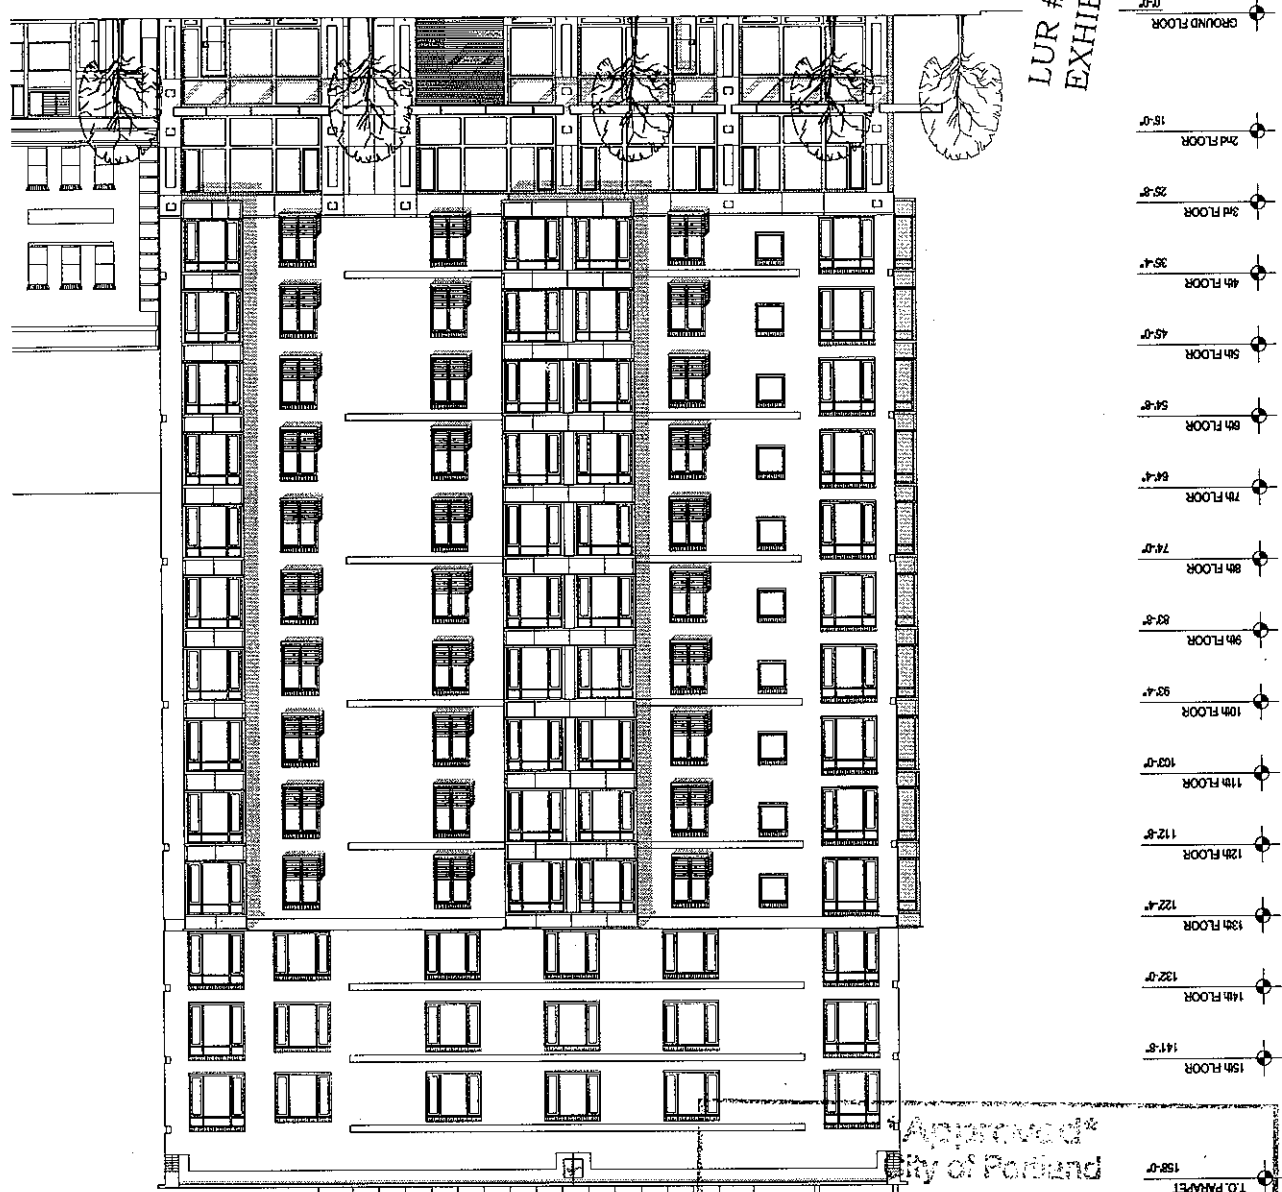 LUR #
EXHIB
0'-0"
GROUND FLOOR
16'-0"
2nd FLOOR
25'-8"
3rd FLOOR
35'-4"
4th FLOOR
45'-0"
5th FLOOR
54'-8"
6th FLOOR
64'-4"
7th FLOOR
74'-0"
8th FLOOR
83'-8"
9th FLOOR
93'-4"
10th FLOOR
103'-0"
11th FLOOR
112'-8"
12th FLOOR
122'-4"
13th FLOOR
132'-0"
14th FLOOR
141'-8"
15th FLOOR
*Approved*
City of Portland
158'-0"
T.O. PARAPET